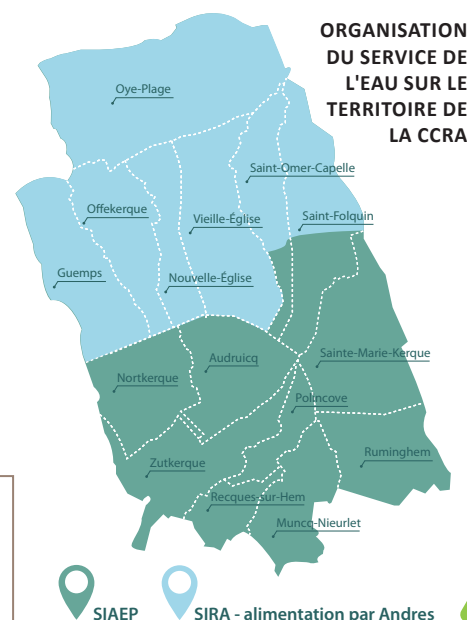 ORGANISATION
DU SERVICE DE
L'EAU SUR LE
TERRITOIRE DE
LA CCRA
Oye-Plage
Saint-Omer-Capelle
Offekerque
Vieille-Église
Saint-Folquin
Guemps
Nouvelle-Église
Audruicq
Sainte-Marie-Kerque
Nortkerque
Polincove
Zutkerque
Ruminghem
Recques-sur-Hem
Muncq-Nieurlet
SIAEP
SIRA - alimentation par Andres